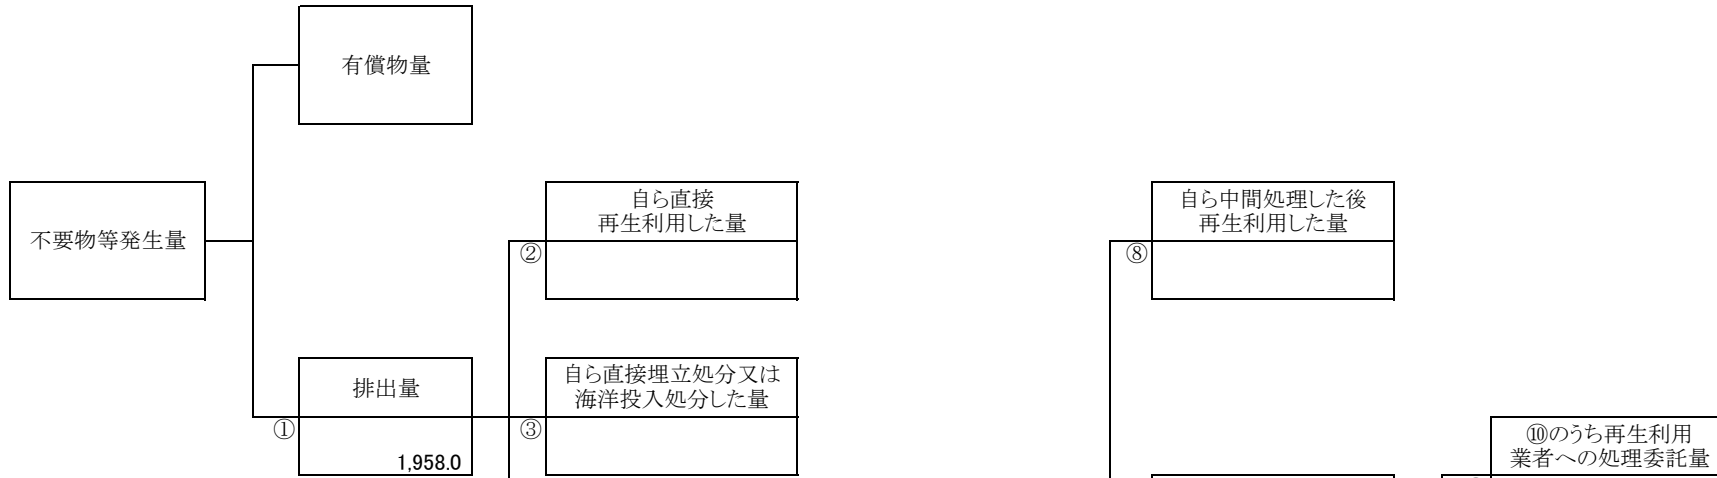 有償物量
不要物等発生量
自ら直接
再生利用した量
②
自ら中間処理した後
再生利用した量
⑧
排出量
①
1,958.0
自ら直接埋立処分又は
海洋投入処分した量
③
⑩のうち再生利用
業者への処理委託量